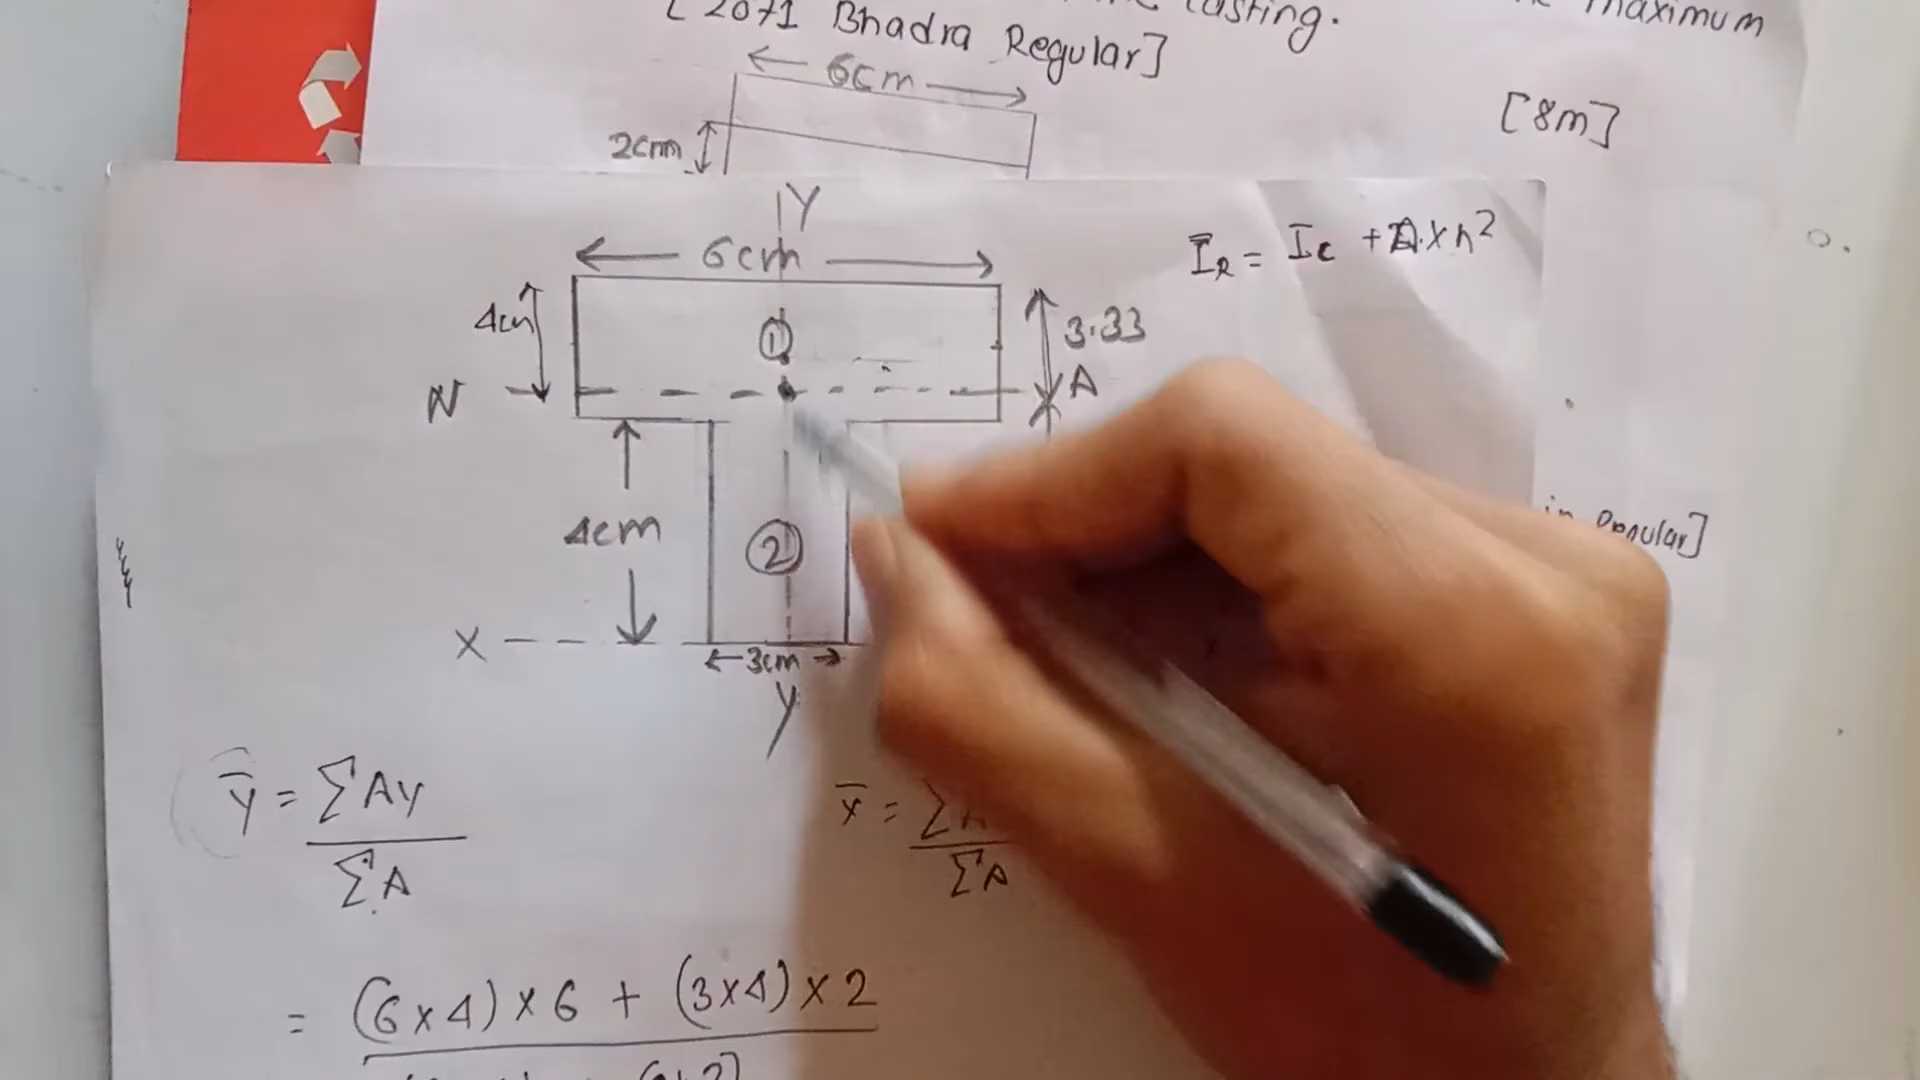 casting. maximum
[2071 Bhadra Regular]
6cm
[8m]
2cm
Y
6cm
I_R = I_c + A × h²
4cm
①
3.33
N
A
4cm
②
X
3cm
Y
ȳ = ΣAy / ΣA
x̄ = Σ / ΣA
= (6×4)×6 + (3×4)×2